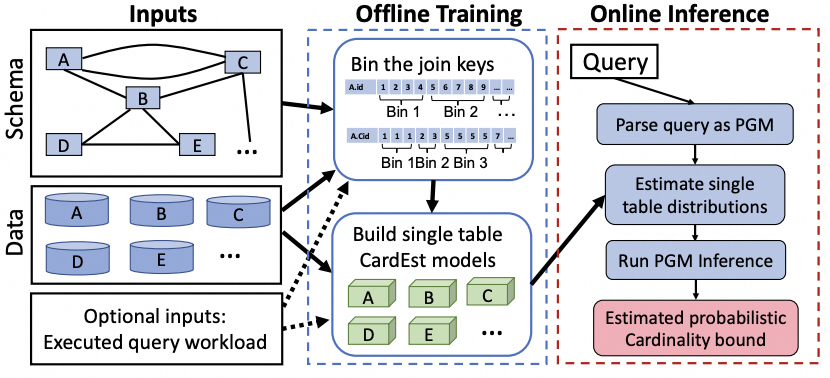 Inputs
Offline Training
Online Inference
Schema
A
B
C
D
E
...
Data
A
B
C
D
E
...
Optional inputs:
Executed query workload
Bin the join keys
A.id 1 2 3 4 5 6 7 8 9 ... ...
Bin 1 Bin 2 ...
A.Cid 1 1 1 2 3 5 5 5 5 7 ...
Bin 1 Bin 2 Bin 3
Build single table
CardEst models
A
B
C
D
E
...
Query
Parse query as PGM
Estimate single
table distributions
Run PGM Inference
Estimated probabilistic
Cardinality bound